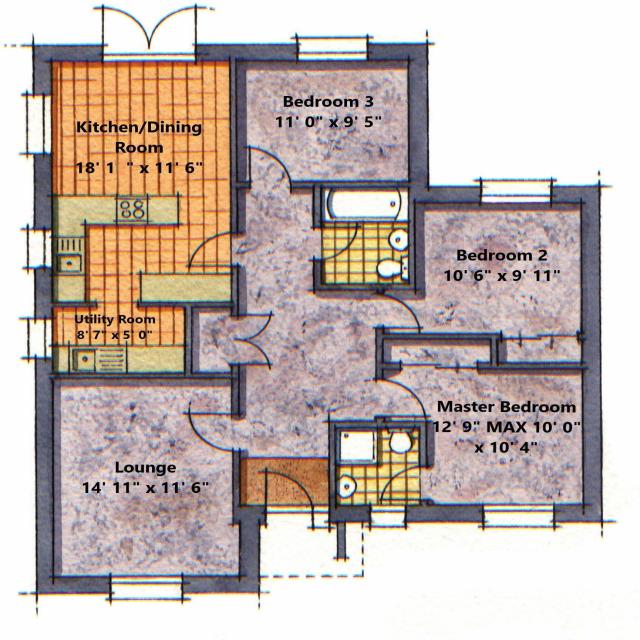 Kitchen/Dining
Room
18' 1 " x 11' 6"
Bedroom 3
11' 0" x 9' 5"
Bedroom 2
10' 6" x 9' 11"
Utility Room
8' 7" x 5' 0"
Master Bedroom
12' 9" MAX 10' 0"
x 10' 4"
Lounge
14' 11" x 11' 6"